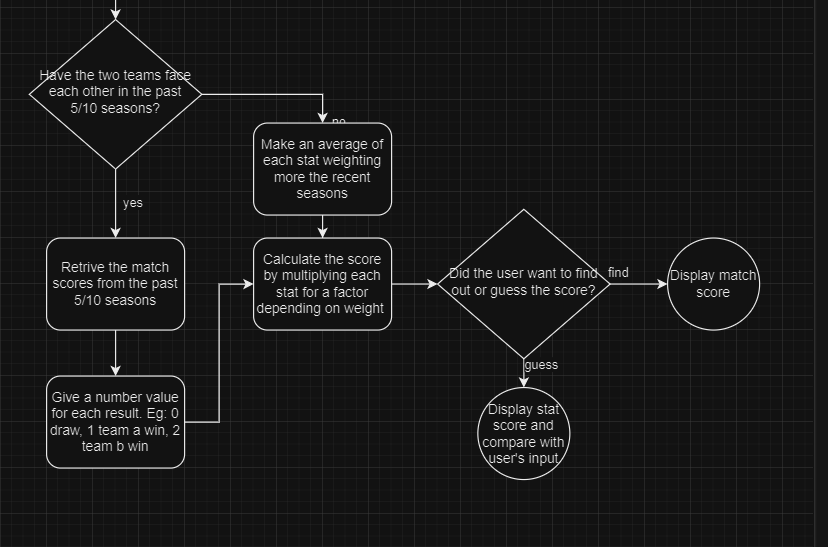 Have the two teams face
each other in the past
5/10 seasons?
no
Make an average of
each stat weighting
more the recent
seasons
yes
Retrive the match
scores from the past
5/10 seasons
Calculate the score
by multiplying each
stat for a factor
depending on weight
Did the user want to find
out or guess the score?
find
Display match
score
guess
Give a number value
for each result. Eg: 0
draw, 1 team a win, 2
team b win
Display stat
score and
compare with
user's input